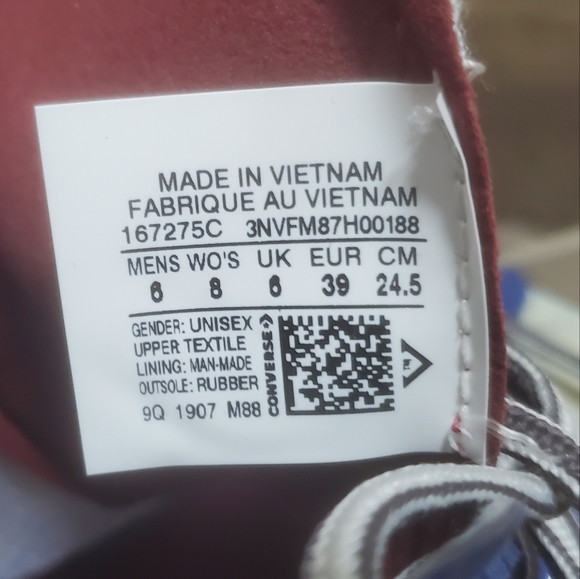 MADE IN VIETNAM
FABRIQUE AU VIETNAM
167275C 3NVFM87H00188
MENS WO'S UK EUR CM
6 8 6 39 24.5
GENDER: UNISEX
UPPER TEXTILE
LINING: MAN-MADE
OUTSOLE: RUBBER
9Q 1907 M88
CONVERSE
E